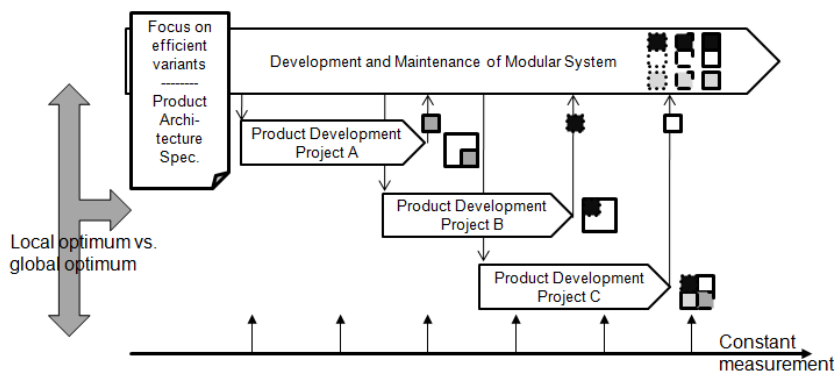 Focus on
efficient
variants
--------
Product
Archi-
tecture
Spec.
Development and Maintenance of Modular System
Product Development
Project A
Product Development
Project B
Local optimum vs.
global optimum
Product Development
Project C
Constant
measurement